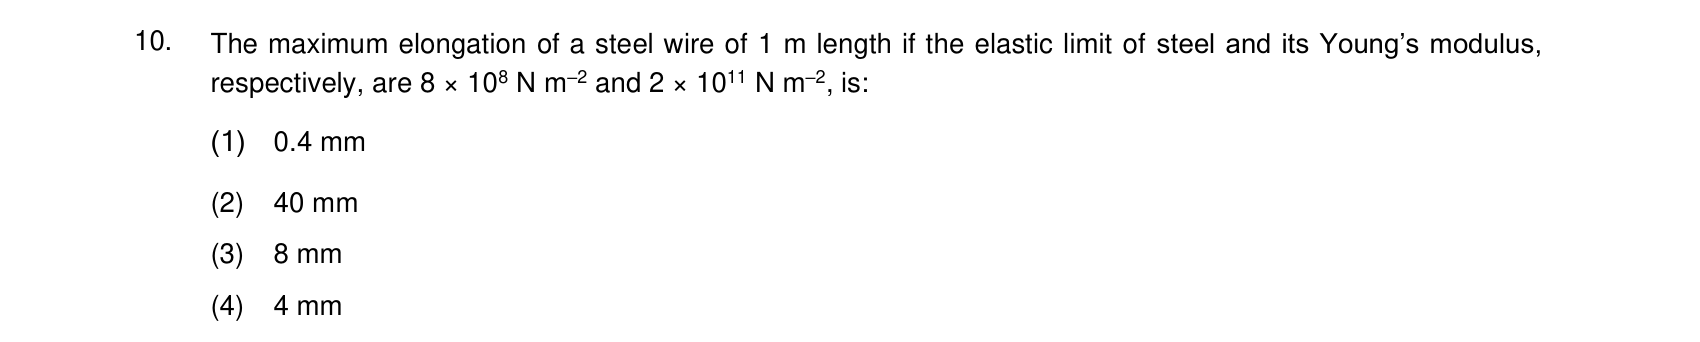 10. The maximum elongation of a steel wire of 1 m length if the elastic limit of steel and its Young's modulus,
respectively, are 8 × 10⁸ N m⁻² and 2 × 10¹¹ N m⁻², is:
(1) 0.4 mm
(2) 40 mm
(3) 8 mm
(4) 4 mm